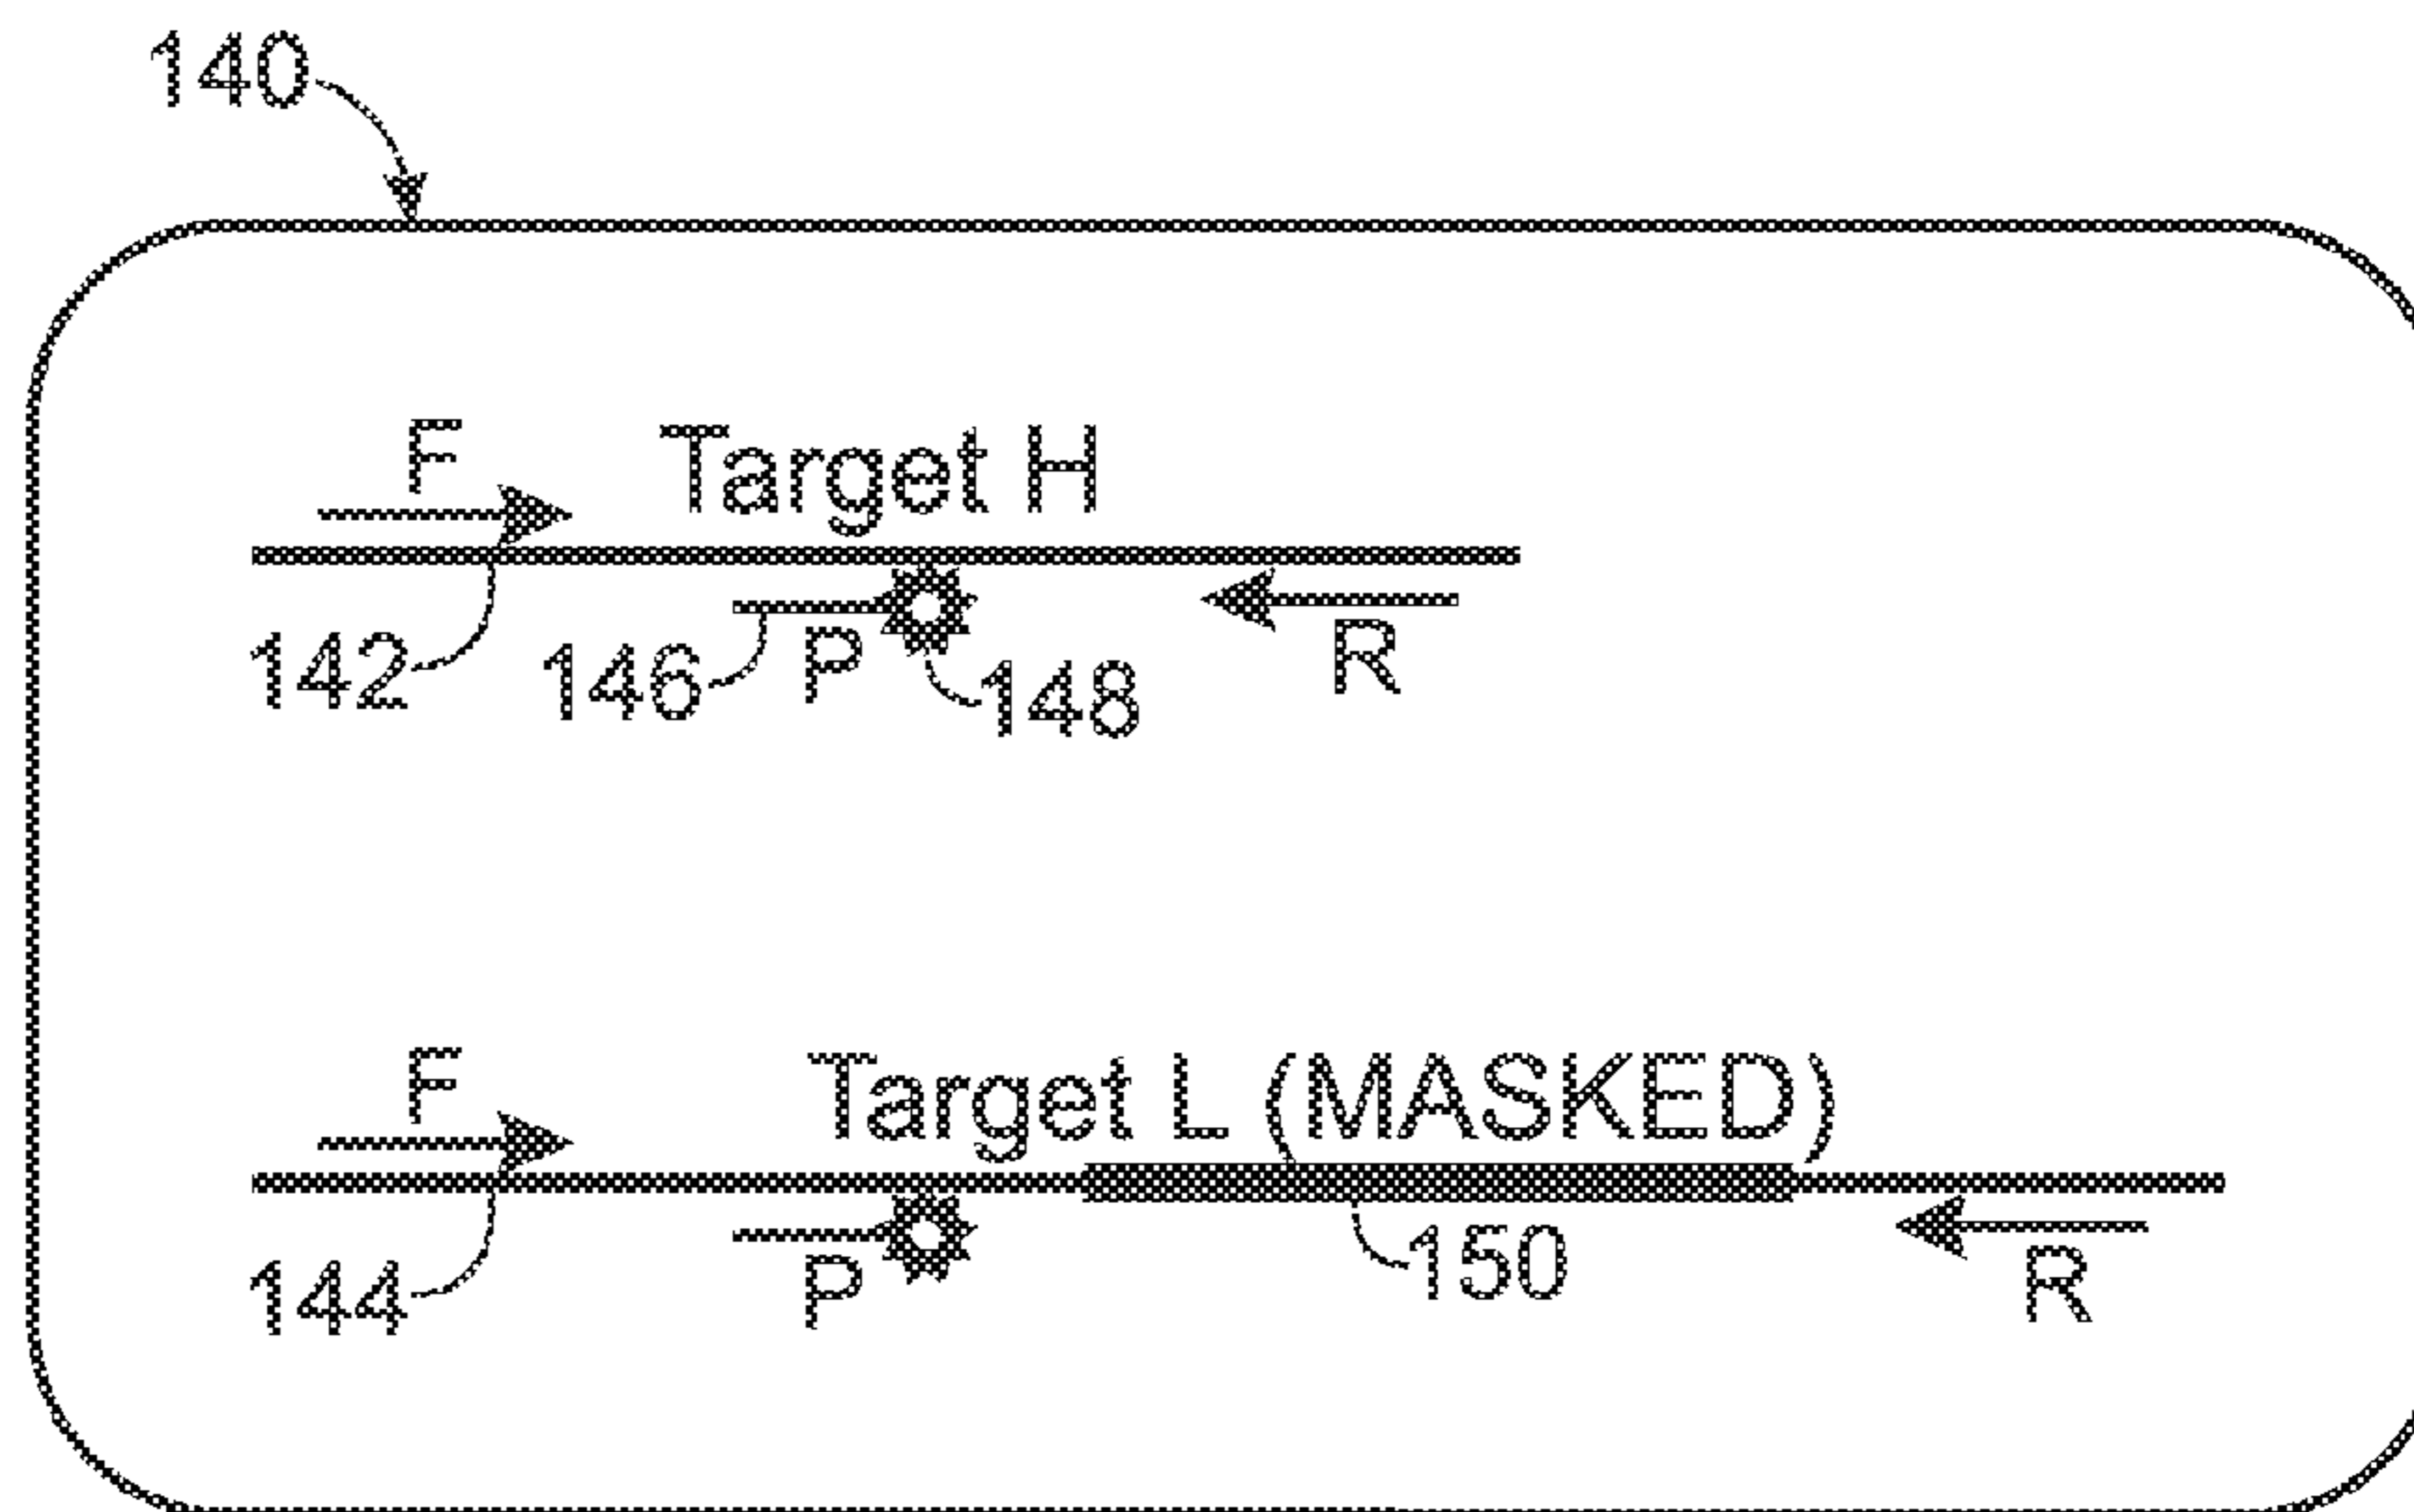 140
F Target H
142 146 P 148 R
F Target L (MASKED)
144 P 150 R